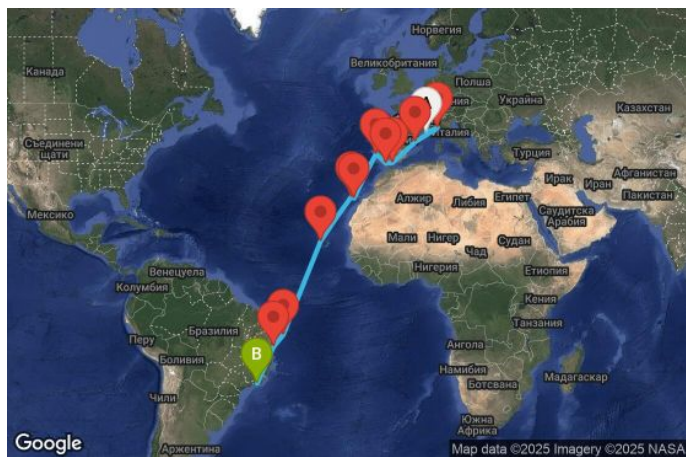 Норвегия
Канада
Великобритания
Полша
ния
Украйна
Казахстан
Италия
Съединени
щати
Турция
Афганистан
Ирак
Иран
Пакистан
Алжир
Либия
Египет
Саудитска
Арабия
Мексико
Мали
Нигер
Чад
Судан
Нигерия
Етиопия
Венецуела
Колумбия
Кения
Перу
Бразилия
Танзания
Ангола
B
Боливия
Намибия
Ботсвана
Мадагаскар
Чили
Южна
Африка
Google
Аржентина
Map data ©2025 Imagery ©2025 NASA